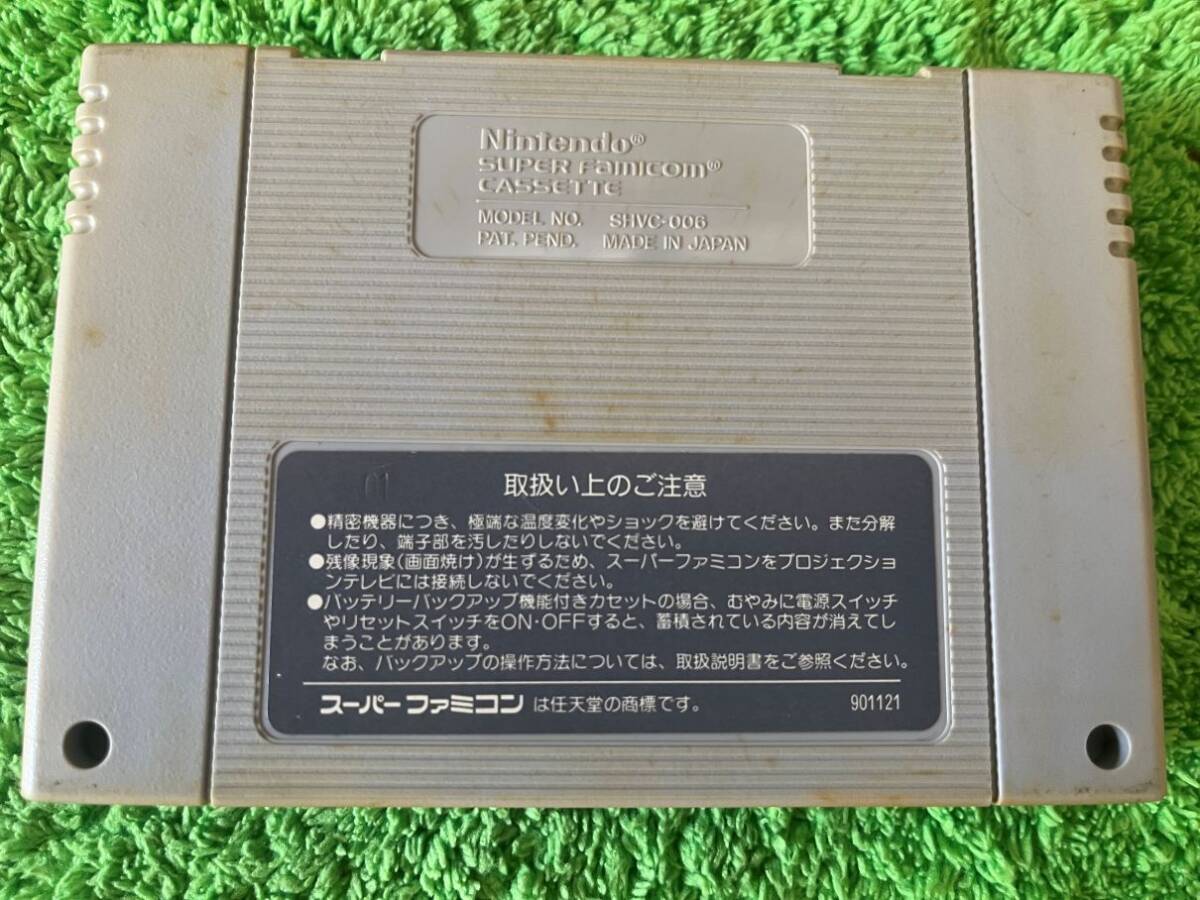 Nintendo®
SUPER FAMICOM®
CASSETTE
MODEL NO. SHVC-006
PAT. PEND. MADE IN JAPAN
01
取扱い上のご注意
●精密機器につき、極端な温度変化やショックを避けてください。また分解
したり、端子部を汚したりしないでください。
●残像現象(画面焼け)が生ずるため、スーパーファミコンをプロジェクショ
ンテレビには接続しないでください。
●バッテリーバックアップ機能付きカセットの場合、むやみに電源スイッチ
やリセットスイッチをON・OFFすると、蓄積されている内容が消えてし
まうことがあります。
なお、バックアップの操作方法については、取扱説明書をご参照ください。
スーパーファミコン は任天堂の商標です。 901121